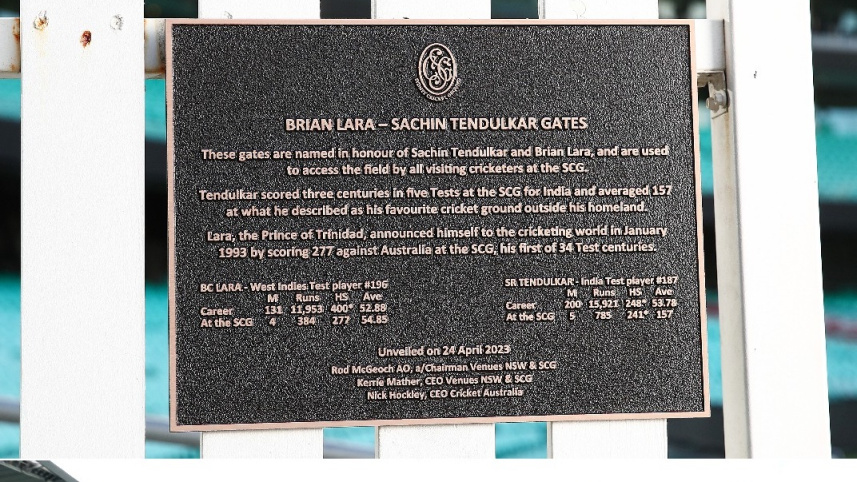 BRIAN LARA – SACHIN TENDULKAR GATES
These gates are named in honour of Sachin Tendulkar and Brian Lara, and are used
to access the field by all visiting cricketers at the SCG.
Tendulkar scored three centuries in five Tests at the SCG for India and averaged 157
at what he described as his favourite cricket ground outside his homeland.
Lara, the Prince of Trinidad, announced himself to the cricketing world in January
1993 by scoring 277 against Australia at the SCG, his first of 34 Test centuries.
BC LARA - West Indies Test player #196
M Runs HS Ave
Career 131 11,953 400* 52.88
At the SCG 4 384 277 54.85
SR TENDULKAR - India Test player #187
M Runs HS Ave
Career 200 15,921 248* 53.78
At the SCG 5 785 241* 157
Unveiled on 24 April 2023
Rod McGeoch AO, a/Chairman Venues NSW & SCG
Kerrie Mather, CEO Venues NSW & SCG
Nick Hockley, CEO Cricket Australia